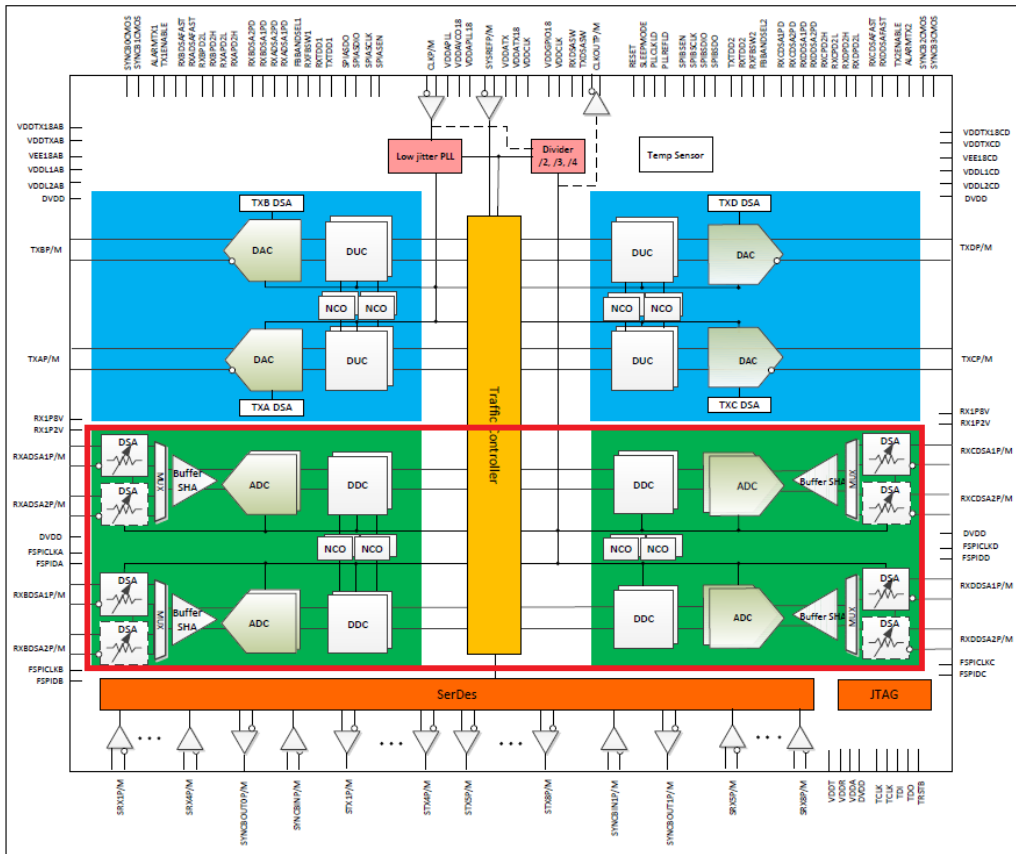 SYNCB0CMOS
SYNCB1CMOS
ALARMTX1
TX1ENABLE
RXBDSAFAST
RXADSAFAST
RXBPD2L
RXBPD2H
RXAPD2L
RXAPD2H
RXBDSA2PD
RXBDSA1PD
RXADSA2PD
RXADSA1PD
FBBANDSEL1
RXFBSW1
RXTDD1
TXTDD1
SPIASDO
SPIASDIO
SPIASCLK
SPIASEN
CLKP/M
VDDAPLL
VDDAVCO18
VDDAPLL18
VDDCLK
SYSREFP/M
VDDATX
VDDATX18
VDDCLK
VDDGPIO18
VDDCLK
RXDSASW
TXDSASW
CLKOUTP/M
RESET
SLEEPMODE
PLLCLKLD
PLLREFLD
SPIBSEN
SPIBSCLK
SPIBSDIO
SPIBSDO
TXTDD2
RXTDD2
RXFBSW2
FBBANDSEL2
RXCDSA1PD
RXCDSA2PD
RXDDSA1PD
RXDDSA2PD
RXCPD2H
RXCPD2L
RXDPD2H
RXDPD2L
RXCDSAFAST
RXDDSAFAST
TX2ENABLE
ALARMTX2
SYNCB2CMOS
SYNCB3CMOS
VDDTX18AB
VDDTXAB
VEE18AB
VDDL1AB
VDDL2AB
DVDD
Low jitter PLL
Divider
/2, /3, /4
Temp Sensor
VDDTX18CD
VDDTXCD
VEE18CD
VDDL1CD
VDDL2CD
DVDD
TXB DSA
TXD DSA
TXBP/M
DAC
DUC
DUC
DAC
TXDP/M
NCO
NCO
NCO
NCO
TXAP/M
DAC
DUC
DUC
DAC
TXCP/M
TXA DSA
TXC DSA
Traffic Controller
RX1P8V
RX1P2V
RX1P8V
RX1P2V
RXADSA1P/M
DSA
MUX
Buffer
SHA
ADC
DDC
DDC
ADC
Buffer SHA
MUX
DSA
RXCDSA1P/M
RXADSA2P/M
DSA
DSA
RXCDSA2P/M
DVDD
FSPICLKA
FSPIDA
NCO
NCO
NCO
NCO
DVDD
FSPICLKD
FSPIDD
RXBDSA1P/M
DSA
MUX
Buffer
SHA
ADC
DDC
DDC
ADC
Buffer SHA
MUX
DSA
RXDDSA1P/M
RXBDSA2P/M
DSA
DSA
RXDDSA2P/M
FSPICLKB
FSPIDB
FSPICLKC
FSPIDC
SerDes
JTAG
SRX1P/M
SRX4P/M
SYNCBOUT0P/M
SYNCBINP/M
STX1P/M
STX4P/M
STX5P/M
STX8P/M
SYNCBIN1P/M
SYNCBOUT1P/M
SRX5P/M
SRX8P/M
VDDT
VDDR
VDDA
DVDD
TCLK
TCLK
TDI
TDO
TRSTB